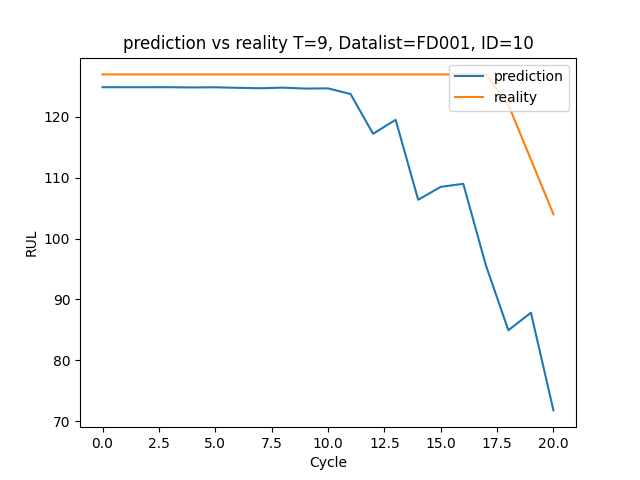 prediction vs reality T=9, Datalist=FD001, ID=10
prediction
reality
RUL
120
110
100
90
80
70
0.0 2.5 5.0 7.5 10.0 12.5 15.0 17.5 20.0
Cycle